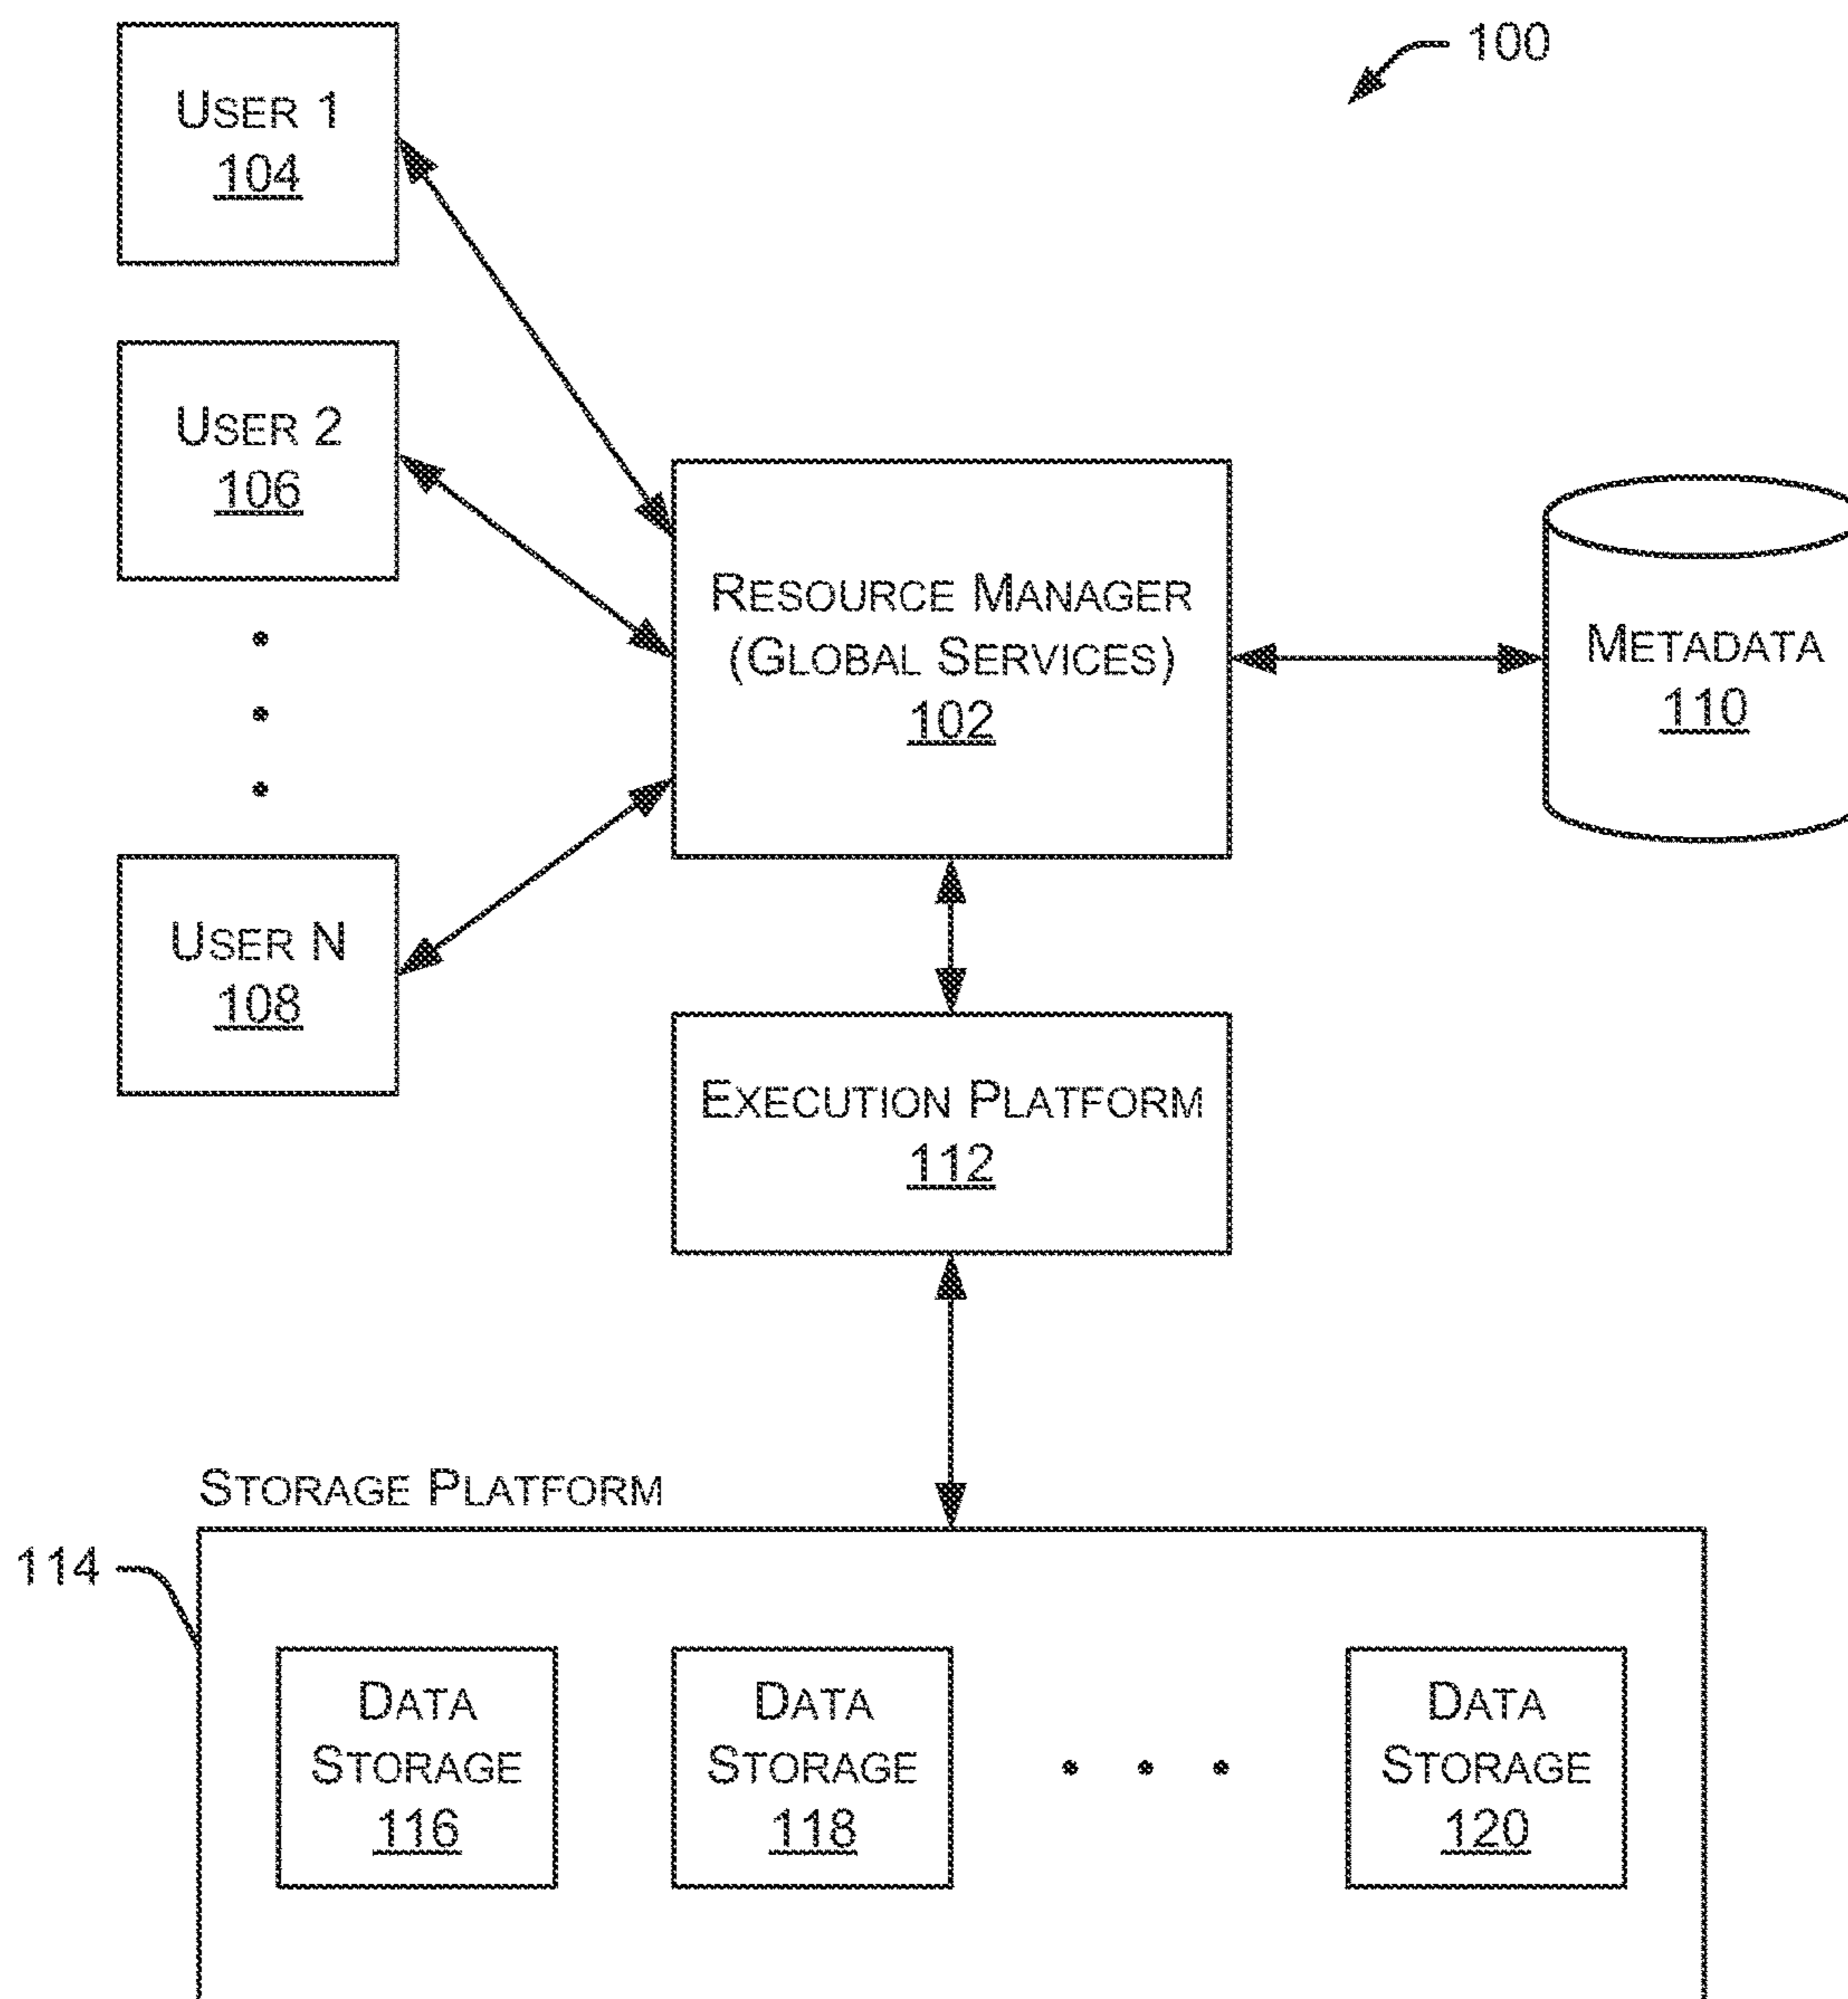 100
USER 1
104
USER 2
106
RESOURCE MANAGER
(GLOBAL SERVICES)
102
METADATA
110
USER N
108
EXECUTION PLATFORM
112
STORAGE PLATFORM
114
DATA
STORAGE
116
DATA
STORAGE
118
DATA
STORAGE
120